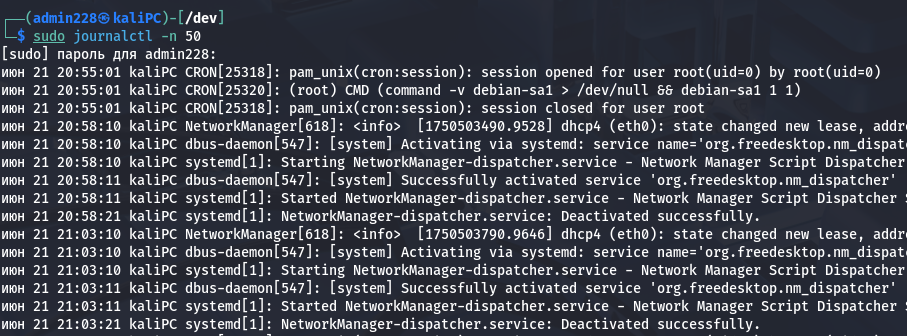 ┌──(admin228㉿kaliPC)-[/dev]
└─$ sudo journalctl -n 50
[sudo] пароль для admin228:
июн 21 20:55:01 kaliPC CRON[25318]: pam_unix(cron:session): session opened for user root(uid=0) by root(uid=0)
июн 21 20:55:01 kaliPC CRON[25320]: (root) CMD (command -v debian-sa1 > /dev/null && debian-sa1 1 1)
июн 21 20:55:01 kaliPC CRON[25318]: pam_unix(cron:session): session closed for user root
июн 21 20:58:10 kaliPC NetworkManager[618]: <info>  [1750503490.9528] dhcp4 (eth0): state changed new lease, addre
июн 21 20:58:10 kaliPC dbus-daemon[547]: [system] Activating via systemd: service name='org.freedesktop.nm_dispatc
июн 21 20:58:11 kaliPC systemd[1]: Starting NetworkManager-dispatcher.service - Network Manager Script Dispatcher
июн 21 20:58:11 kaliPC dbus-daemon[547]: [system] Successfully activated service 'org.freedesktop.nm_dispatcher'
июн 21 20:58:11 kaliPC systemd[1]: Started NetworkManager-dispatcher.service - Network Manager Script Dispatcher S
июн 21 20:58:21 kaliPC systemd[1]: NetworkManager-dispatcher.service: Deactivated successfully.
июн 21 21:03:10 kaliPC NetworkManager[618]: <info>  [1750503790.9646] dhcp4 (eth0): state changed new lease, addre
июн 21 21:03:10 kaliPC dbus-daemon[547]: [system] Activating via systemd: service name='org.freedesktop.nm_dispatc
июн 21 21:03:10 kaliPC systemd[1]: Starting NetworkManager-dispatcher.service - Network Manager Script Dispatcher
июн 21 21:03:11 kaliPC dbus-daemon[547]: [system] Successfully activated service 'org.freedesktop.nm_dispatcher'
июн 21 21:03:11 kaliPC systemd[1]: Started NetworkManager-dispatcher.service - Network Manager Script Dispatcher S
июн 21 21:03:21 kaliPC systemd[1]: NetworkManager-dispatcher.service: Deactivated successfully.